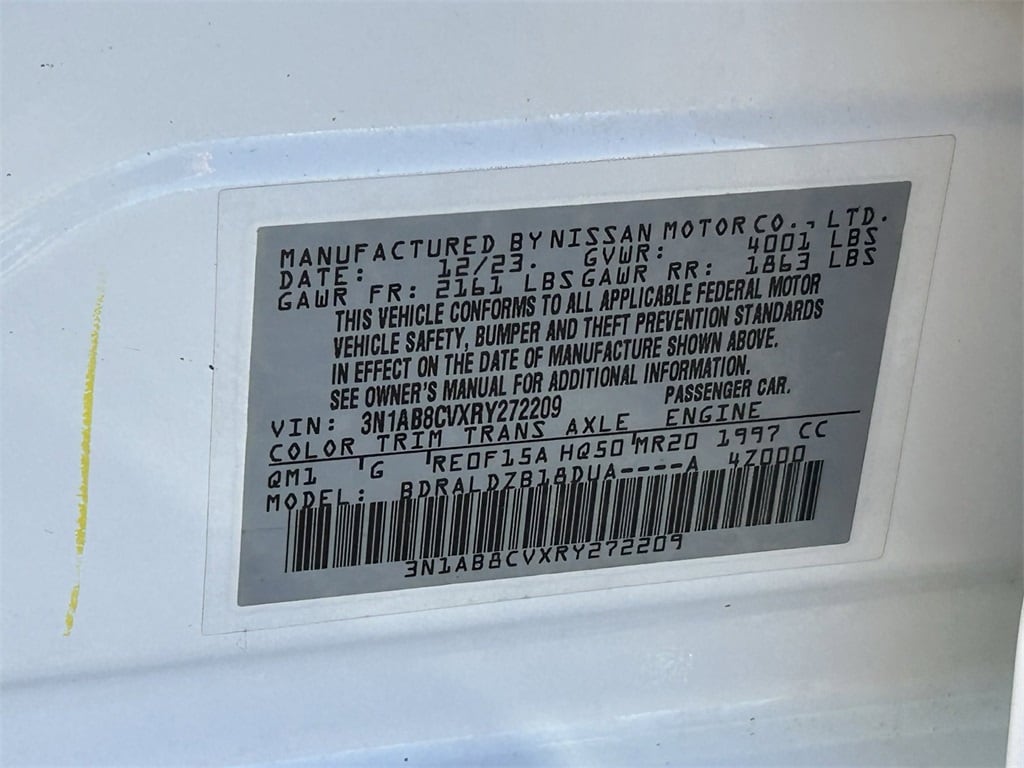 MANUFACTURED BY NISSAN MOTOR CO., LTD.
DATE: 12/23. GVWR: 4001 LBS
GAWR FR: 2161 LBS GAWR RR: 1863 LBS
THIS VEHICLE CONFORMS TO ALL APPLICABLE FEDERAL MOTOR
VEHICLE SAFETY, BUMPER AND THEFT PREVENTION STANDARDS
IN EFFECT ON THE DATE OF MANUFACTURE SHOWN ABOVE.
SEE OWNER'S MANUAL FOR ADDITIONAL INFORMATION.
VIN: 3N1AB8CVXRY272209 PASSENGER CAR.
COLOR TRIM TRANS AXLE ENGINE
QM1 G RE0F15A HQ50 MR20 1997 CC
MODEL: BDRALDZB18DUA----A 4Z000
3N1AB8CVXRY272209